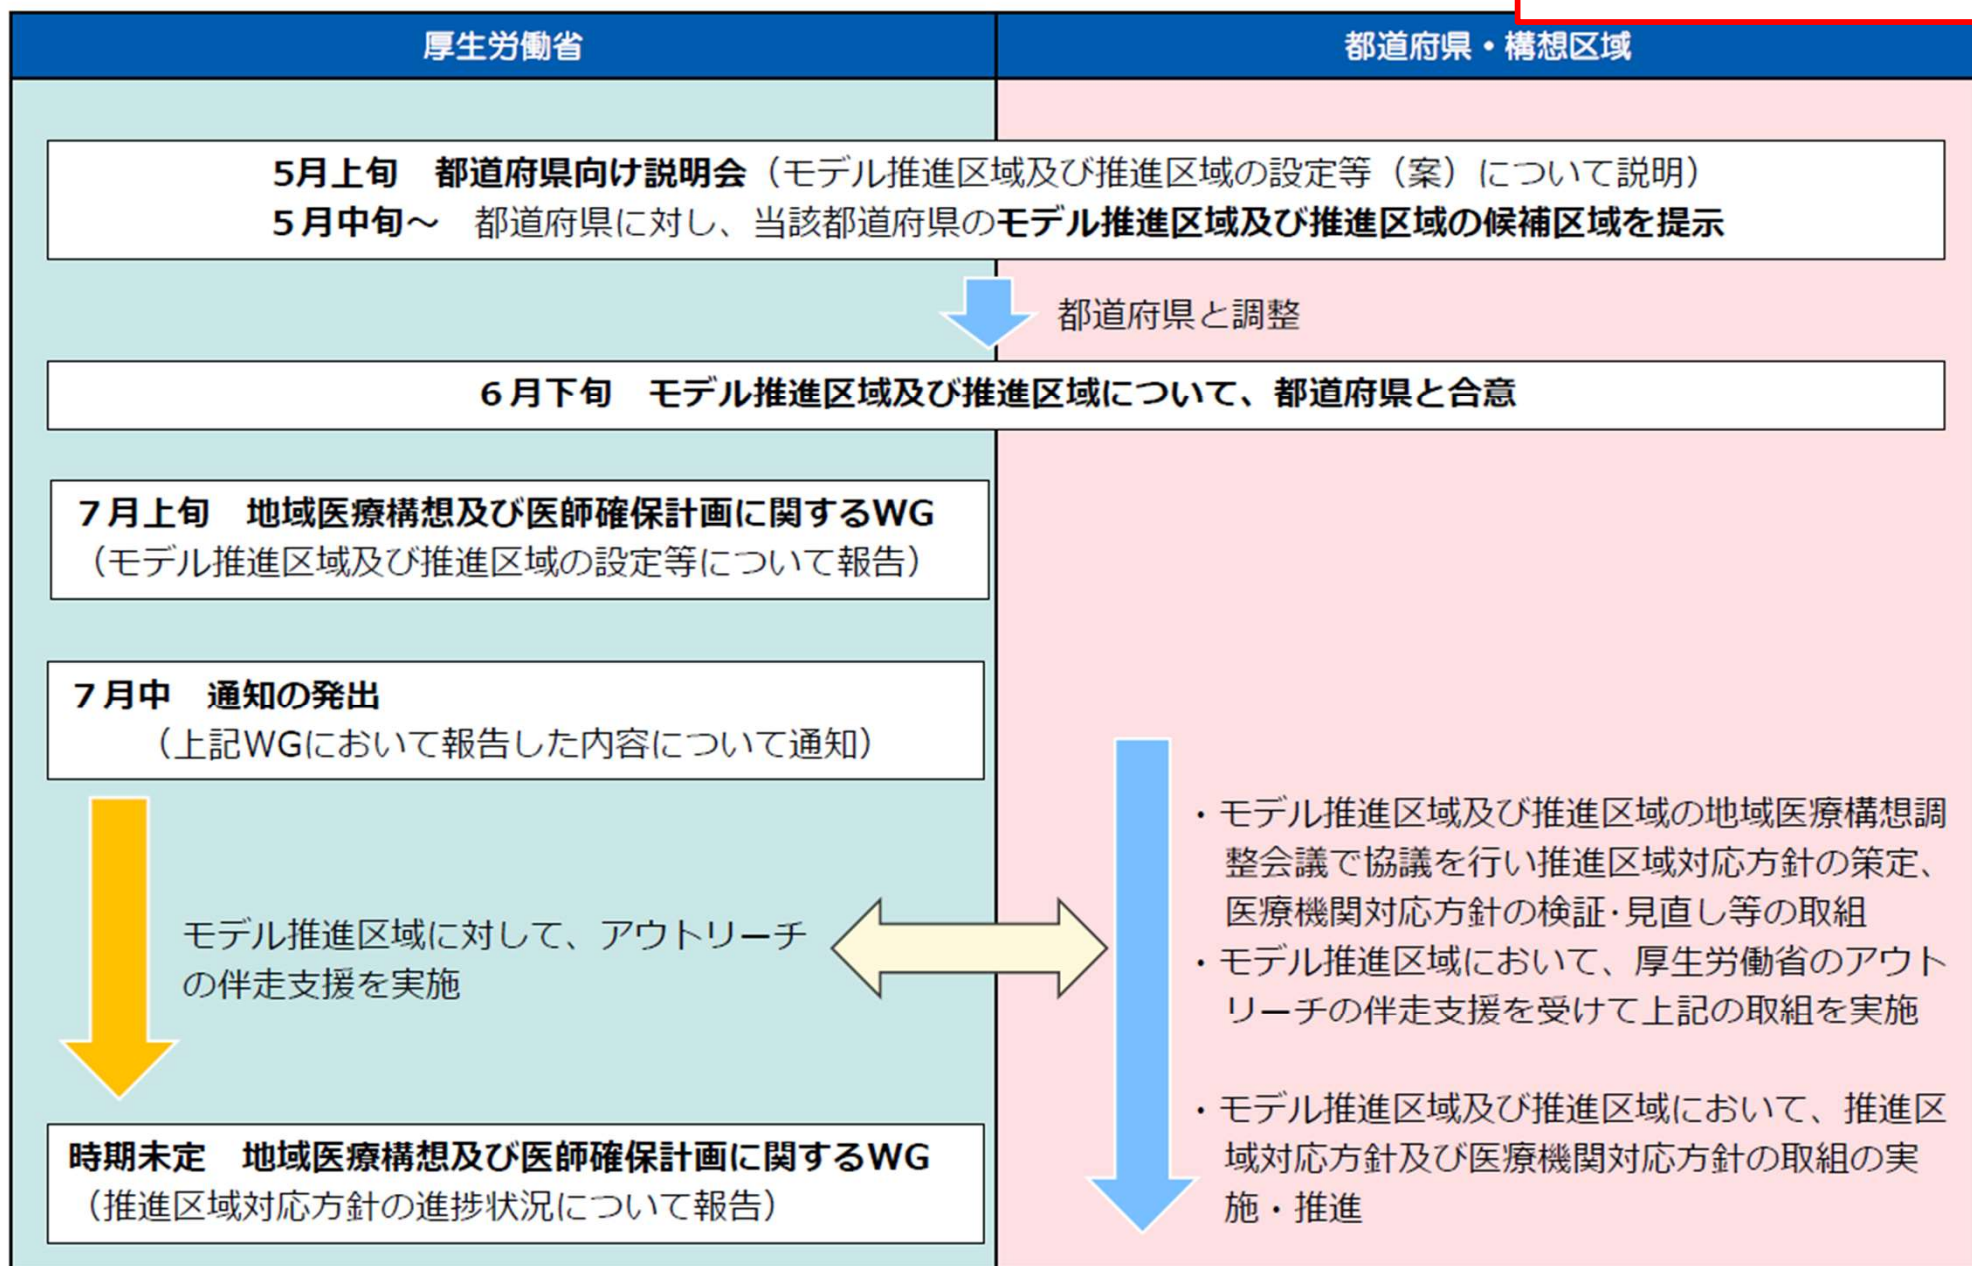 厚生労働省
都道府県・構想区域
5月上旬　都道府県向け説明会（モデル推進区域及び推進区域の設定等（案）について説明）
５月中旬～　都道府県に対し、当該都道府県のモデル推進区域及び推進区域の候補区域を提示
都道府県と調整
６月下旬　モデル推進区域及び推進区域について、都道府県と合意
７月上旬　地域医療構想及び医師確保計画に関するWG
（モデル推進区域及び推進区域の設定等について報告）
７月中　通知の発出
（上記WGにおいて報告した内容について通知）
モデル推進区域に対して、アウトリーチ
の伴走支援を実施
時期未定　地域医療構想及び医師確保計画に関するWG
（推進区域対応方針の進捗状況について報告）
・モデル推進区域及び推進区域の地域医療構想調
整会議で協議を行い推進区域対応方針の策定、
医療機関対応方針の検証･見直し等の取組
・モデル推進区域において、厚生労働省のアウト
リーチの伴走支援を受けて上記の取組を実施
・モデル推進区域及び推進区域において、推進区
域対応方針及び医療機関対応方針の取組の実
施・推進